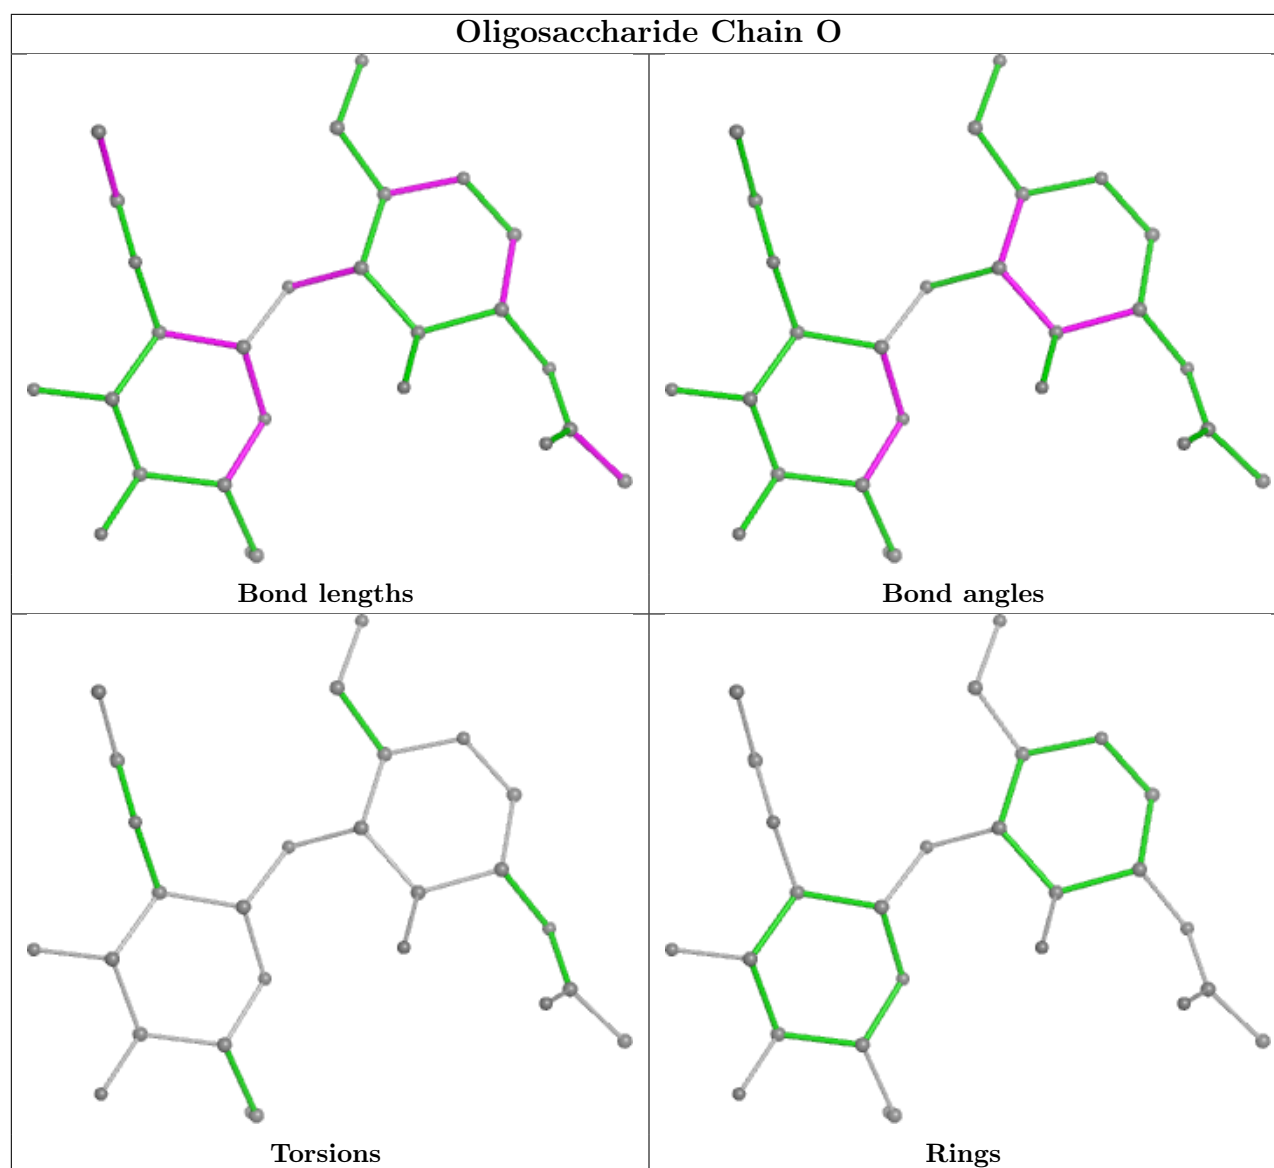 Oligosaccharide Chain O
Bond lengths
Bond angles
Torsions
Rings